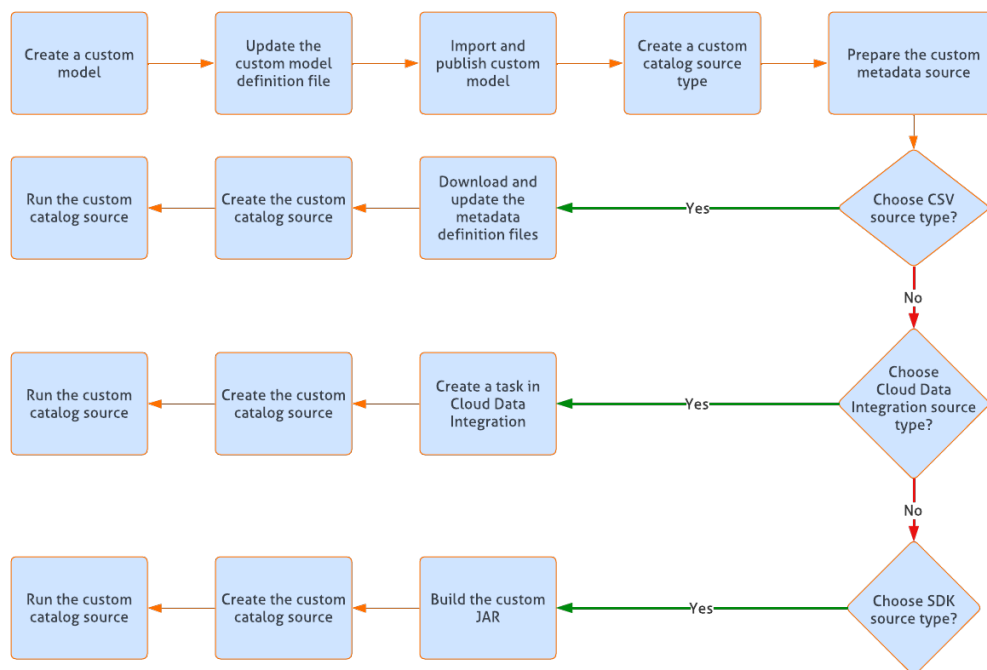 Create a custom
model
Update the
custom model
definition file
Import and
publish custom
model
Create a custom
catalog source
type
Prepare the custom
metadata source
Choose CSV
source type?
Yes
Download and
update the
metadata
definition files
Create the custom
catalog source
Run the custom
catalog source
No
Choose
Cloud Data
Integration source
type?
Yes
Create a task in
Cloud Data
Integration
Create the custom
catalog source
Run the custom
catalog source
No
Choose SDK
source type?
Yes
Build the custom
JAR
Create the custom
catalog source
Run the custom
catalog source